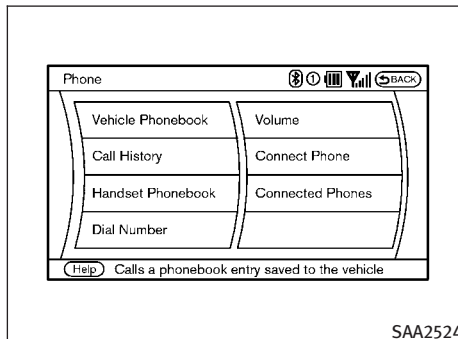 Phone ① BACK
Vehicle Phonebook Volume
Call History Connect Phone
Handset Phonebook Connected Phones
Dial Number
Help Calls a phonebook entry saved to the vehicle
SAA2524